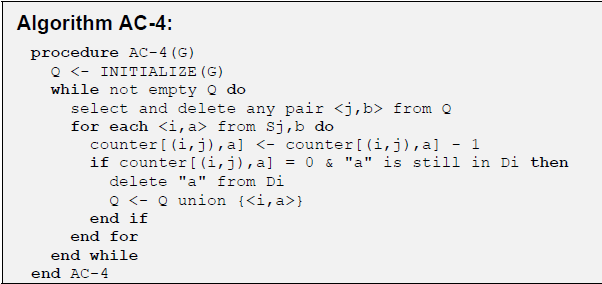 Algorithm AC-4:
procedure AC-4(G)
Q <- INITIALIZE(G)
while not empty Q do
select and delete any pair <j,b> from Q
for each <i,a> from Sj,b do
counter[(i,j),a] <- counter[(i,j),a] - 1
if counter[(i,j),a] = 0 & "a" is still in Di then
delete "a" from Di
Q <- Q union {<i,a>}
end if
end for
end while
end AC-4